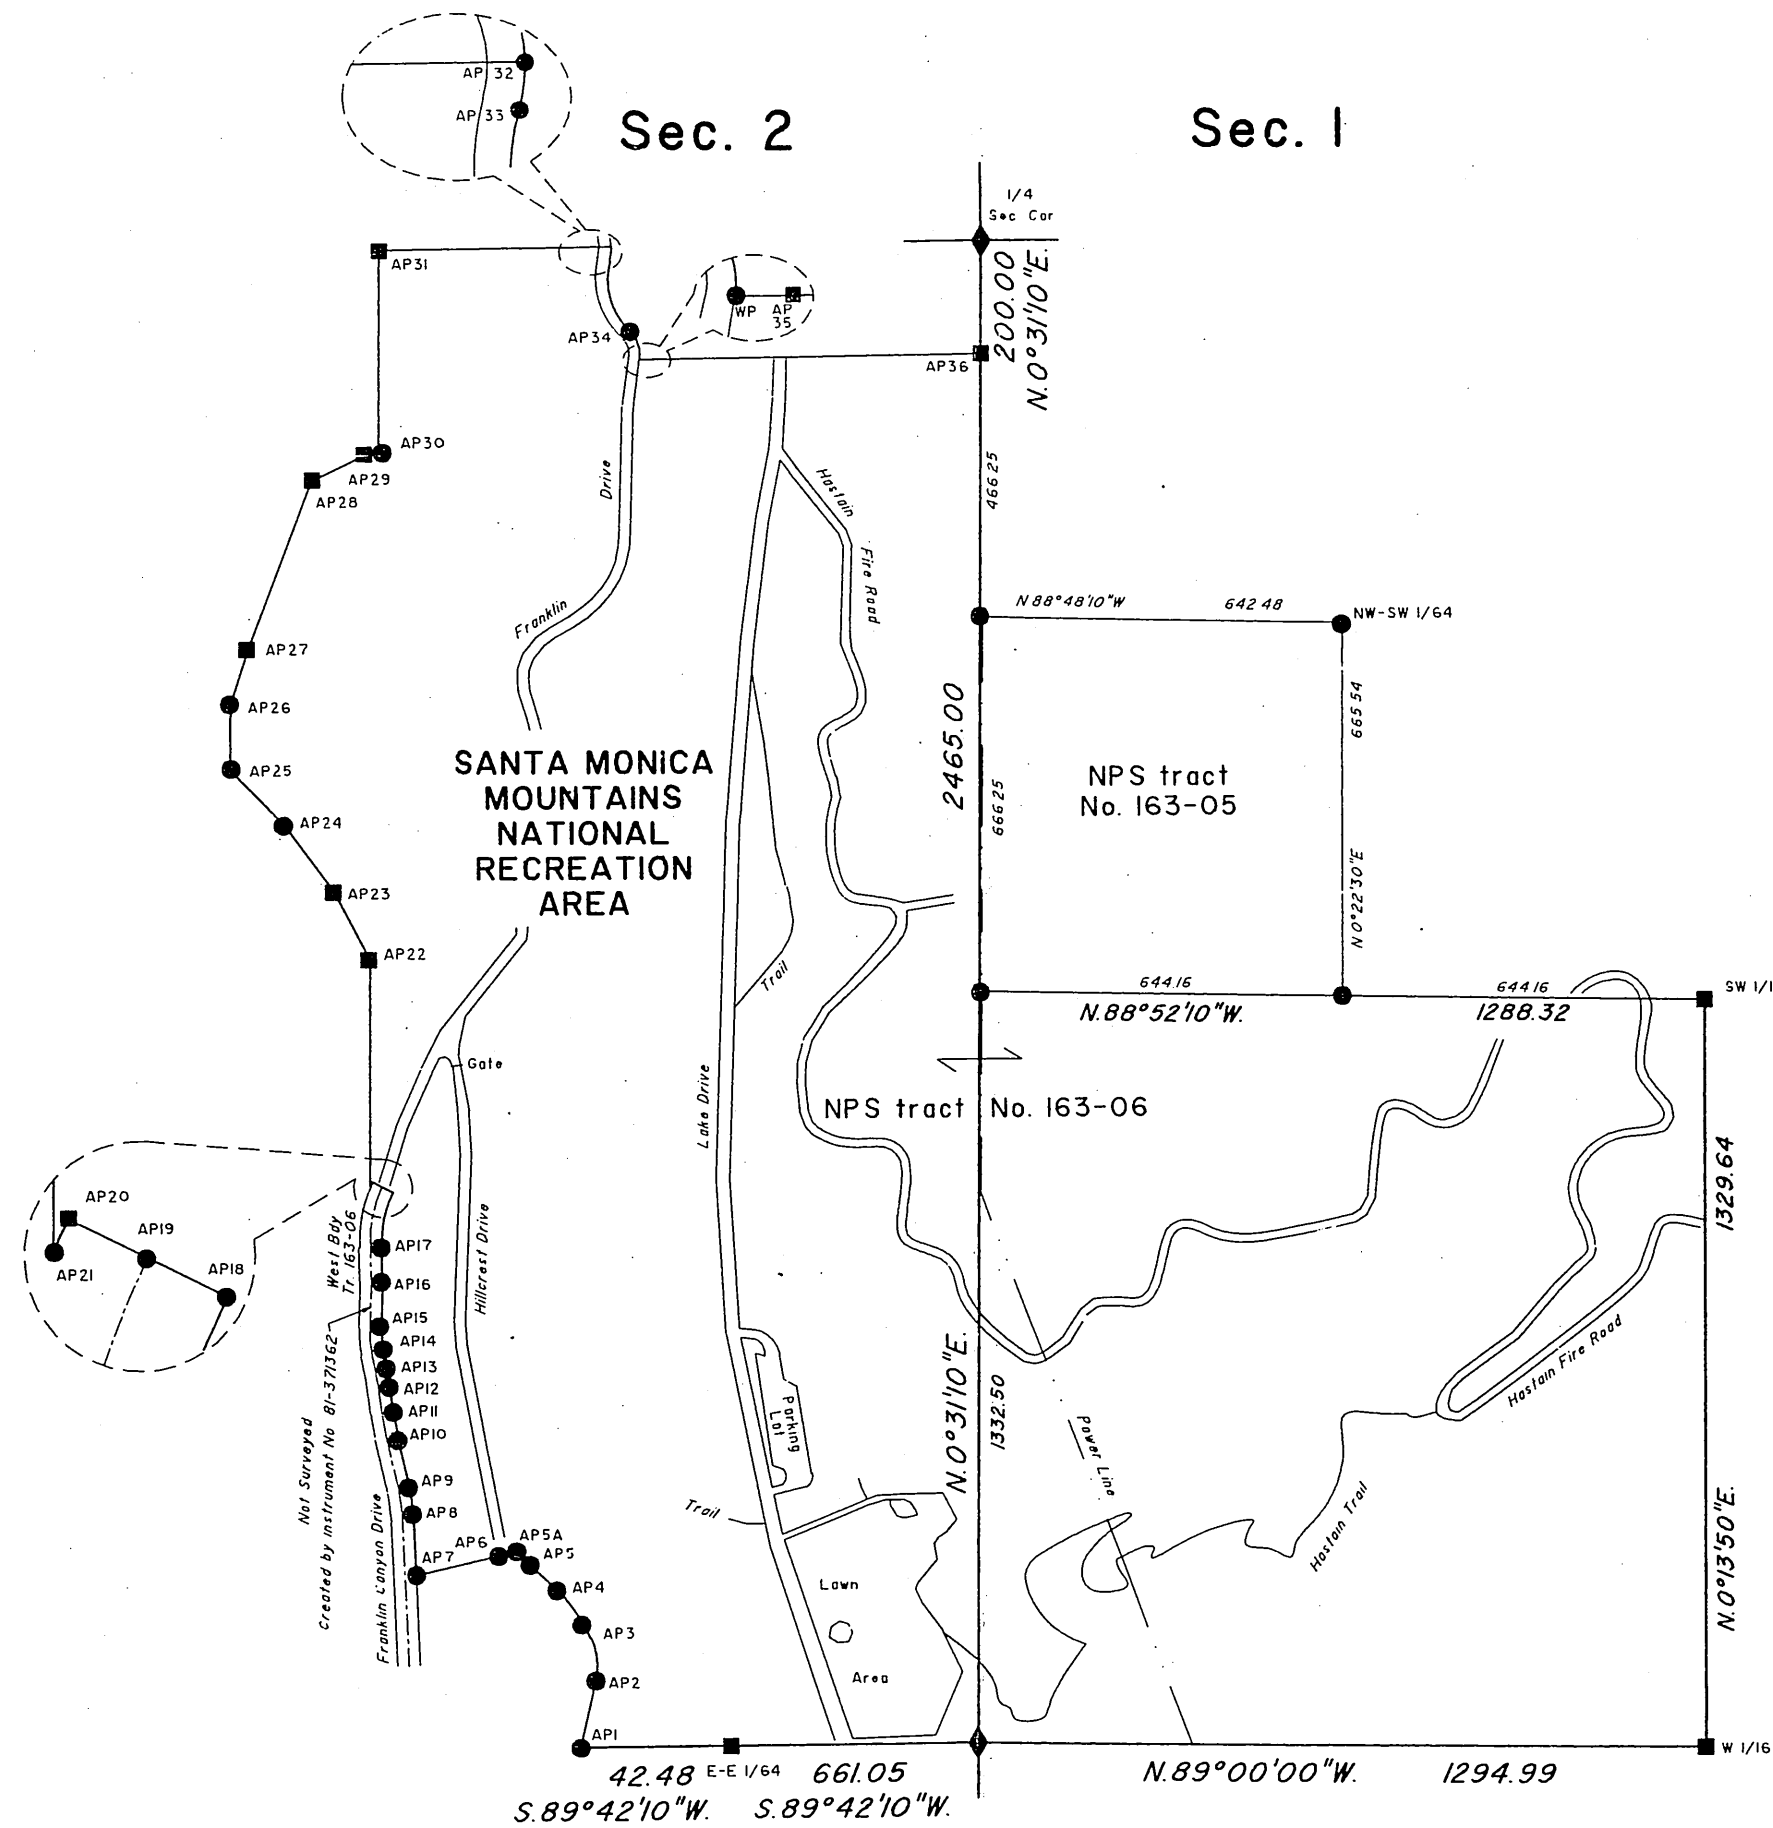 AP 32
AP 33
Sec. 2
Sec. 1
1/4
Sec Cor
200.00
N.0°31'10"E.
AP31
WP
AP
35
AP34
AP36
AP30
AP29
AP28
Drive
Franklin
Hastain
Fire Road
466 25
N 88°48'10"W
642 48
NW-SW 1/64
AP27
AP26
AP25
AP24
AP23
AP22
SANTA MONICA
MOUNTAINS
NATIONAL
RECREATION
AREA
2465.00
666 25
NPS tract
No. 163-05
665 54
N 0°22'30"E
Trail
644.16
N.88°52'10"W.
644 16
1288.32
SW 1/1
Gate
Lake Drive
NPS tract No. 163-06
1329.64
AP20
AP19
AP18
AP21
West Bdy
Tr. 163-06
Hillcrest Drive
AP17
AP16
AP15
AP14
AP13
AP12
AP11
AP10
AP9
AP8
AP7
AP6
AP5A
AP5
AP4
AP3
AP2
AP1
Not Surveyed
Created by Instrument No 81-371362
Franklin Canyon Drive
Parking
Lot
Trail
Lawn
Area
N.0°31'10"E.
1332.50
Power Line
Hastain Fire Road
Hastain Trail
N.0°13'50"E.
W 1/16
42.48
E-E 1/64
661.05
S.89°42'10"W.
S.89°42'10"W.
N.89°00'00"W.
1294.99